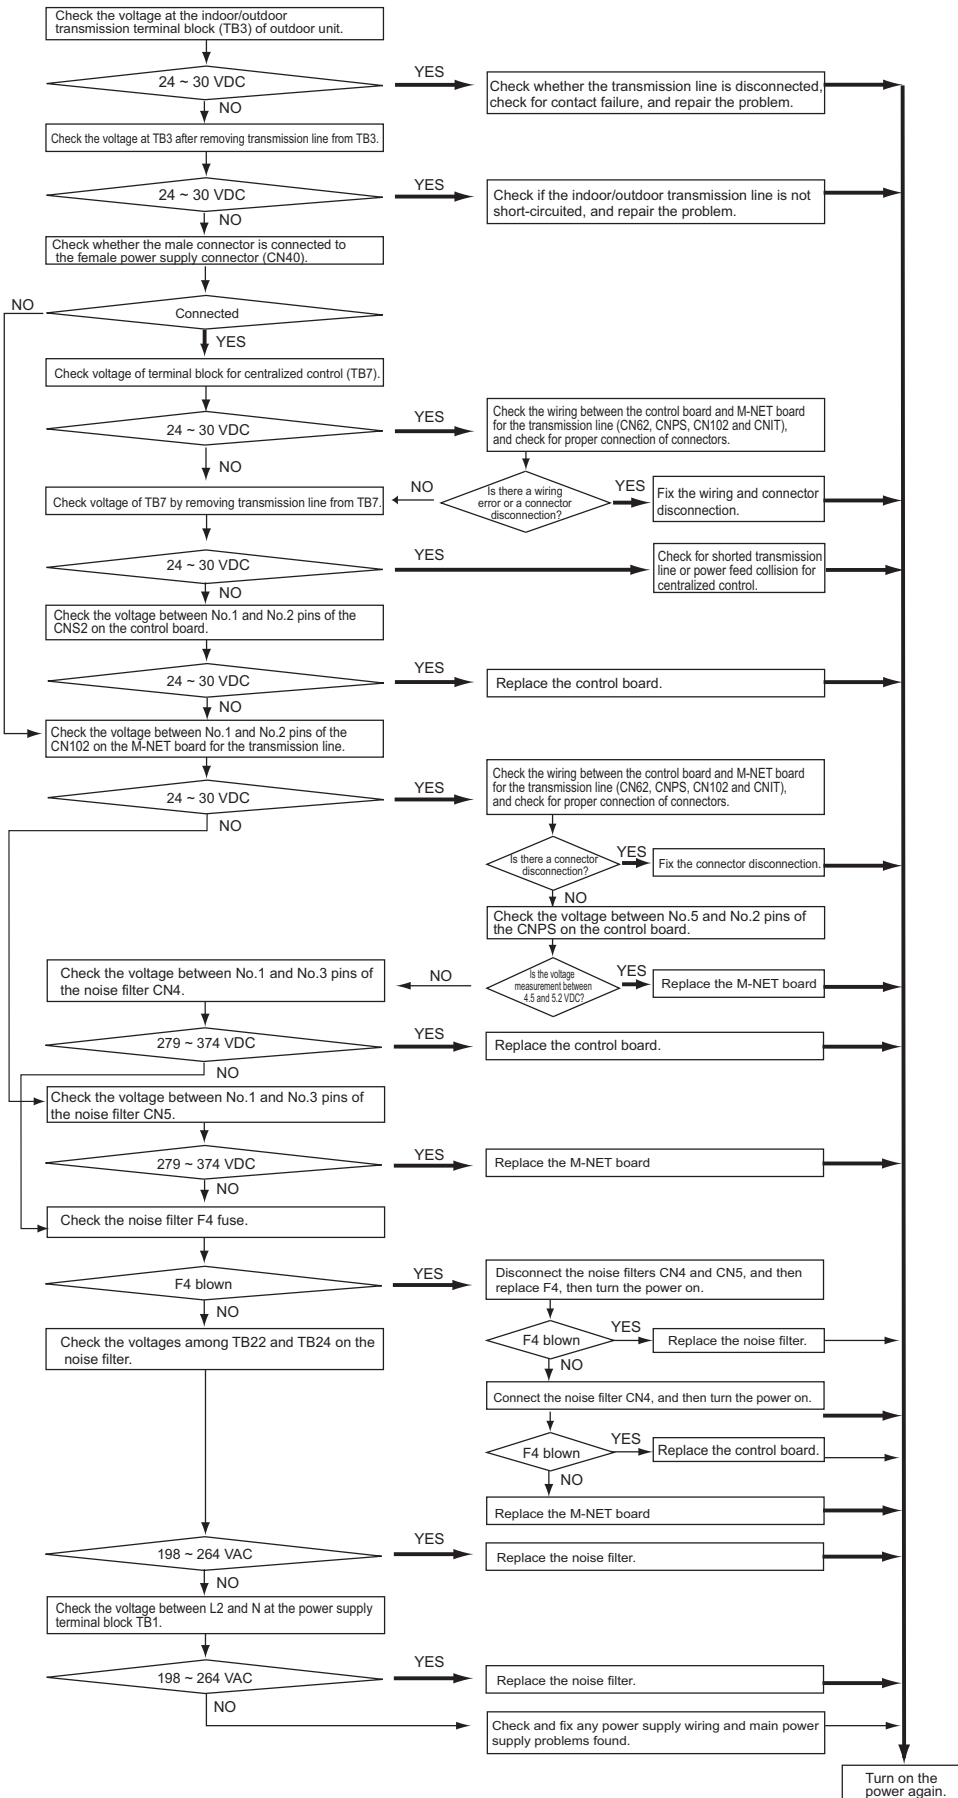 Check the voltage at the indoor/outdoor
transmission terminal block (TB3) of outdoor unit.
24 ~ 30 VDC
YES
Check whether the transmission line is disconnected,
check for contact failure, and repair the problem.
NO
Check the voltage at TB3 after removing transmission line from TB3.
24 ~ 30 VDC
YES
Check if the indoor/outdoor transmission line is not
short-circuited, and repair the problem.
NO
Check whether the male connector is connected to
the female power supply connector (CN40).
NO
Connected
YES
Check voltage of terminal block for centralized control (TB7).
24 ~ 30 VDC
YES
Check the wiring between the control board and M-NET board
for the transmission line (CN62, CNPS, CN102 and CNIT),
and check for proper connection of connectors.
NO
Check voltage of TB7 by removing transmission line from TB7.
NO
Is there a wiring
error or a connector
disconnection?
YES
Fix the wiring and connector
disconnection.
24 ~ 30 VDC
YES
Check for shorted transmission
line or power feed collision for
centralized control.
NO
Check the voltage between No.1 and No.2 pins of the
CNS2 on the control board.
24 ~ 30 VDC
YES
Replace the control board.
NO
Check the voltage between No.1 and No.2 pins of the
CN102 on the M-NET board for the transmission line.
24 ~ 30 VDC
YES
Check the wiring between the control board and M-NET board
for the transmission line (CN62, CNPS, CN102 and CNIT),
and check for proper connection of connectors.
NO
Is there a connector
disconnection?
YES
Fix the connector disconnection.
NO
Check the voltage between No.5 and No.2 pins of
the CNPS on the control board.
Check the voltage between No.1 and No.3 pins of
the noise filter CN4.
NO
Is the voltage
measurement between
4.5 and 5.2 VDC?
YES
Replace the M-NET board
279 ~ 374 VDC
YES
Replace the control board.
NO
Check the voltage between No.1 and No.3 pins of
the noise filter CN5.
279 ~ 374 VDC
YES
Replace the M-NET board
NO
Check the noise filter F4 fuse.
F4 blown
YES
Disconnect the noise filters CN4 and CN5, and then
replace F4, then turn the power on.
NO
Check the voltages among TB22 and TB24 on the
noise filter.
F4 blown
YES
Replace the noise filter.
NO
Connect the noise filter CN4, and then turn the power on.
F4 blown
YES
Replace the control board.
NO
Replace the M-NET board
198 ~ 264 VAC
YES
Replace the noise filter.
NO
Check the voltage between L2 and N at the power supply
terminal block TB1.
198 ~ 264 VAC
YES
Replace the noise filter.
NO
Check and fix any power supply wiring and main power
supply problems found.
Turn on the
power again.